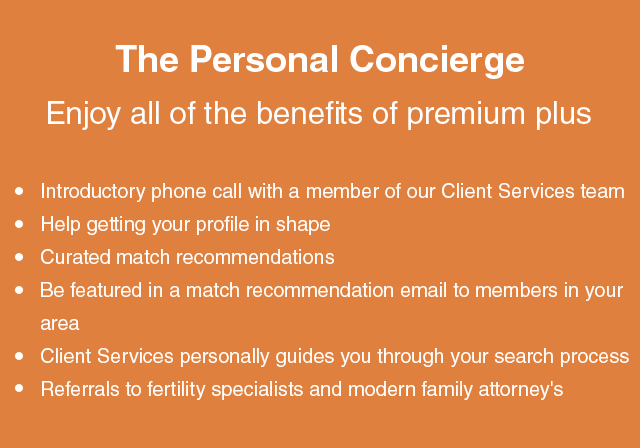 The Personal Concierge
Enjoy all of the benefits of premium plus
• Introductory phone call with a member of our Client Services team
• Help getting your profile in shape
• Curated match recommendations
• Be featured in a match recommendation email to members in your
area
• Client Services personally guides you through your search process
• Referrals to fertility specialists and modern family attorney's